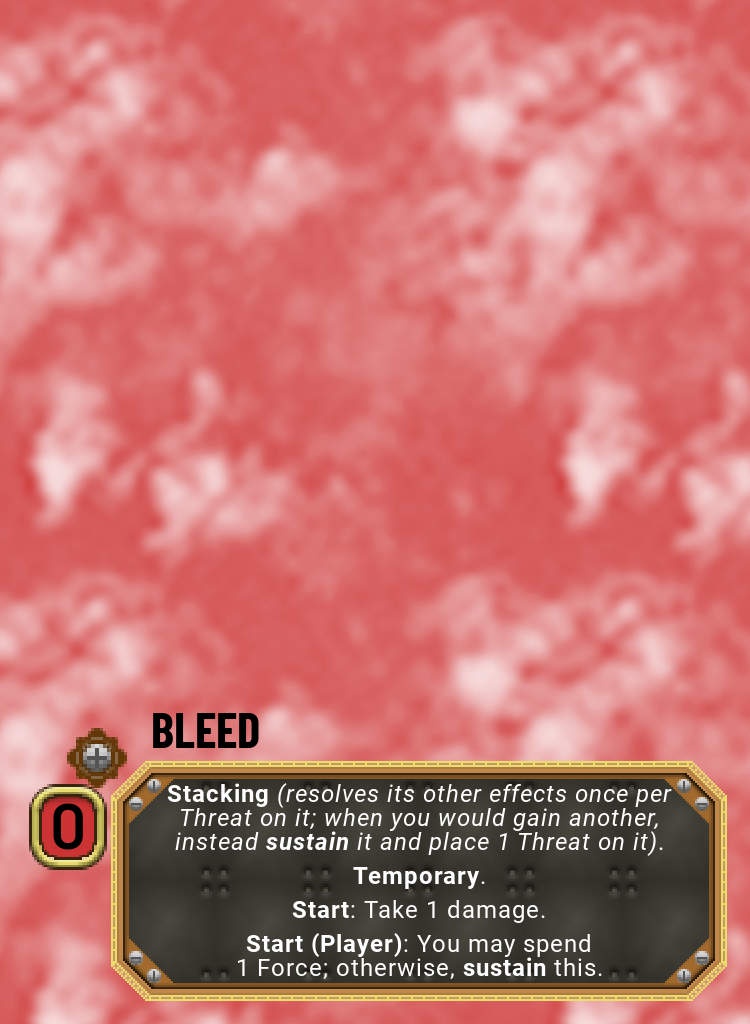 BLEED
0
Stacking (resolves its other effects once per
Threat on it; when you would gain another,
instead sustain it and place 1 Threat on it).
Temporary.
Start: Take 1 damage.
Start (Player): You may spend
1 Force; otherwise, sustain this.